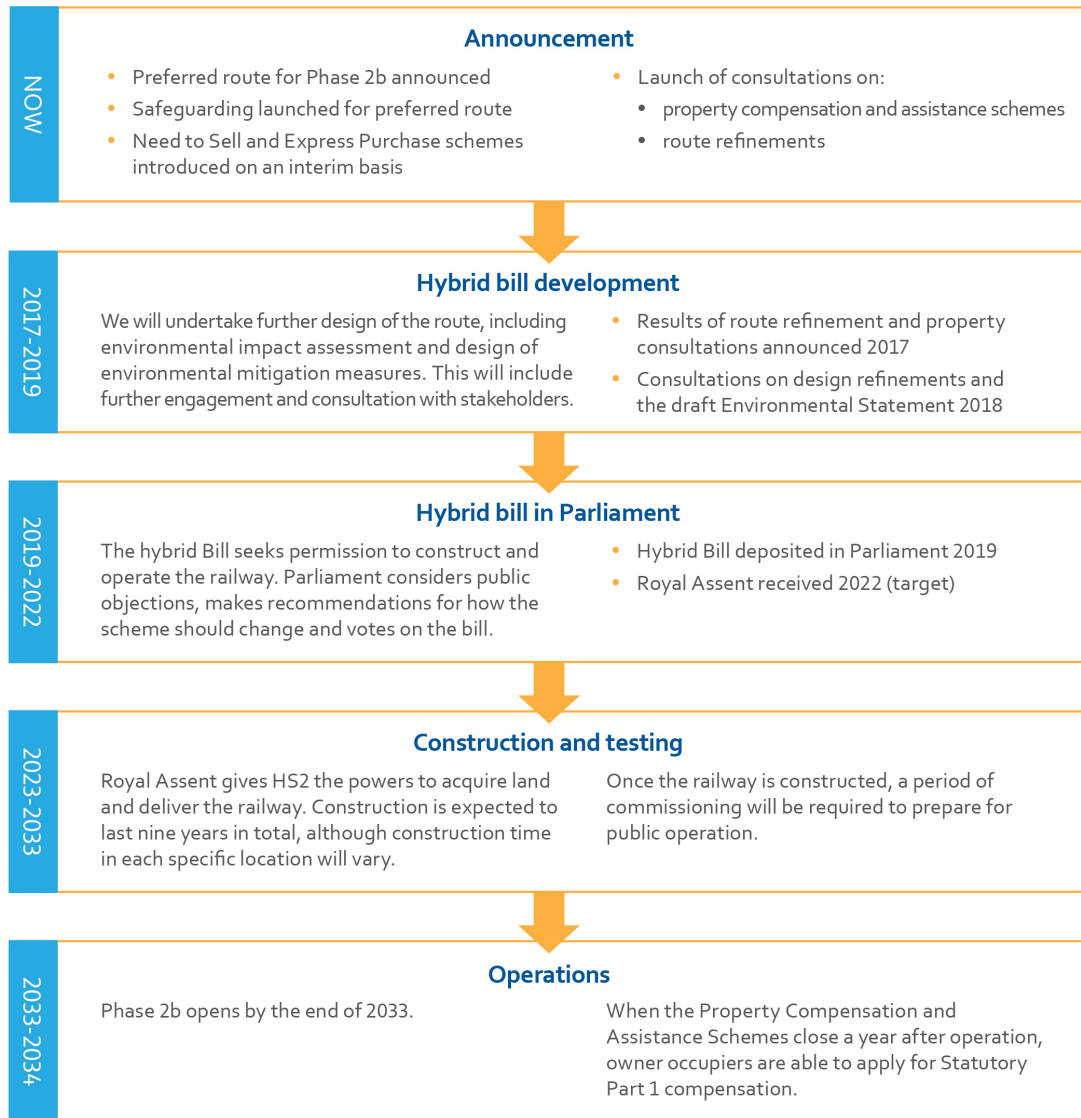 NOW
Announcement
• Preferred route for Phase 2b announced
• Safeguarding launched for preferred route
• Need to Sell and Express Purchase schemes
introduced on an interim basis
• Launch of consultations on:
• property compensation and assistance schemes
• route refinements
2017-2019
Hybrid bill development
We will undertake further design of the route, including
environmental impact assessment and design of
environmental mitigation measures. This will include
further engagement and consultation with stakeholders.
• Results of route refinement and property
consultations announced 2017
• Consultations on design refinements and
the draft Environmental Statement 2018
2019-2022
Hybrid bill in Parliament
The hybrid Bill seeks permission to construct and
operate the railway. Parliament considers public
objections, makes recommendations for how the
scheme should change and votes on the bill.
• Hybrid Bill deposited in Parliament 2019
• Royal Assent received 2022 (target)
2023-2033
Construction and testing
Royal Assent gives HS2 the powers to acquire land
and deliver the railway. Construction is expected to
last nine years in total, although construction time
in each specific location will vary.
Once the railway is constructed, a period of
commissioning will be required to prepare for
public operation.
2033-2034
Operations
Phase 2b opens by the end of 2033.
When the Property Compensation and
Assistance Schemes close a year after operation,
owner occupiers are able to apply for Statutory
Part 1 compensation.